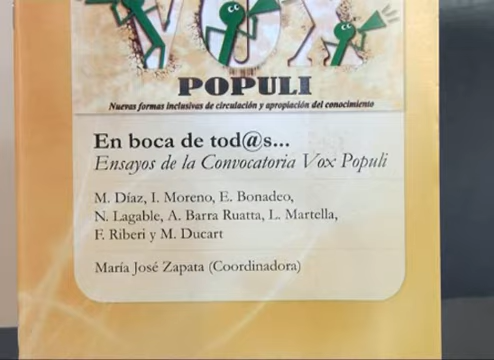 VOX
POPULI
Nuevas formas inclusivas de circulación y apropiación del conocimiento
En boca de tod@s...
Ensayos de la Convocatoria Vox Populi
M. Díaz, I. Moreno, E. Bonadeo,
N. Lagable, A. Barra Ruatta, L. Martella,
F. Riberi y M. Ducart
María José Zapata (Coordinadora)